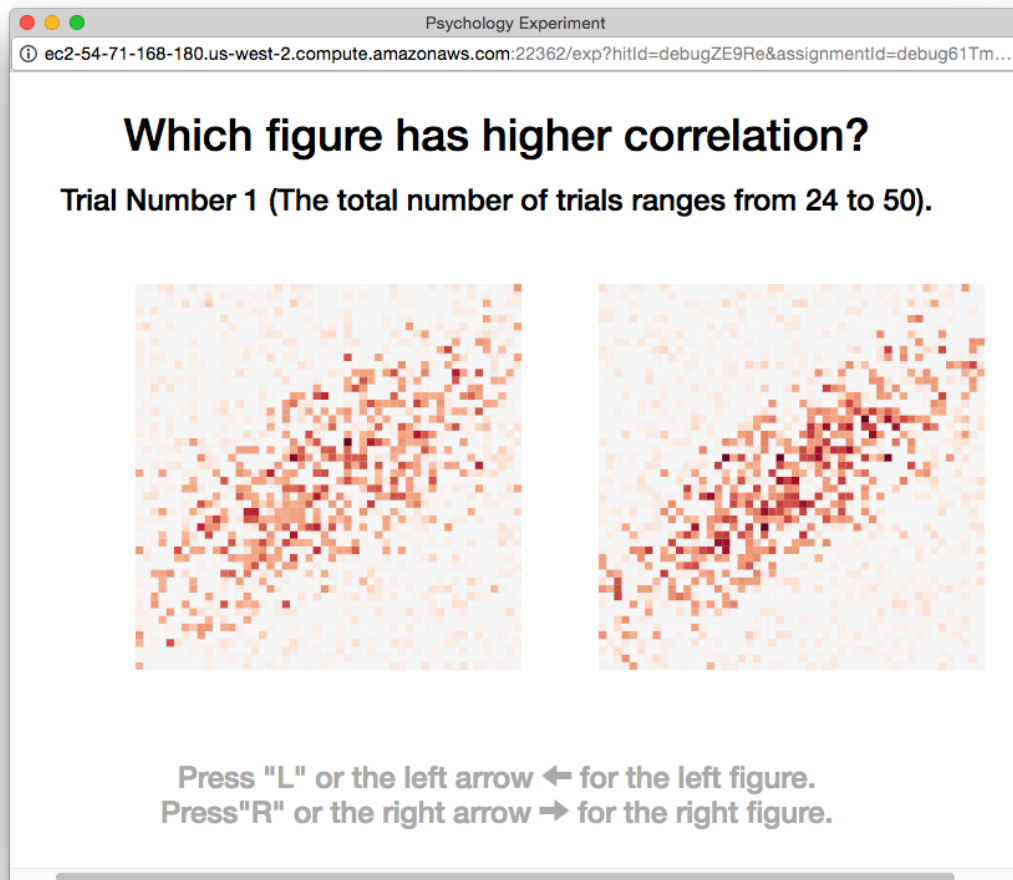 Psychology Experiment
ec2-54-71-168-180.us-west-2.compute.amazonaws.com:22362/exp?hitId=debugZE9Re&assignmentId=debug61Tm...
Which figure has higher correlation?
Trial Number 1 (The total number of trials ranges from 24 to 50).
Press "L" or the left arrow ← for the left figure.
Press"R" or the right arrow → for the right figure.